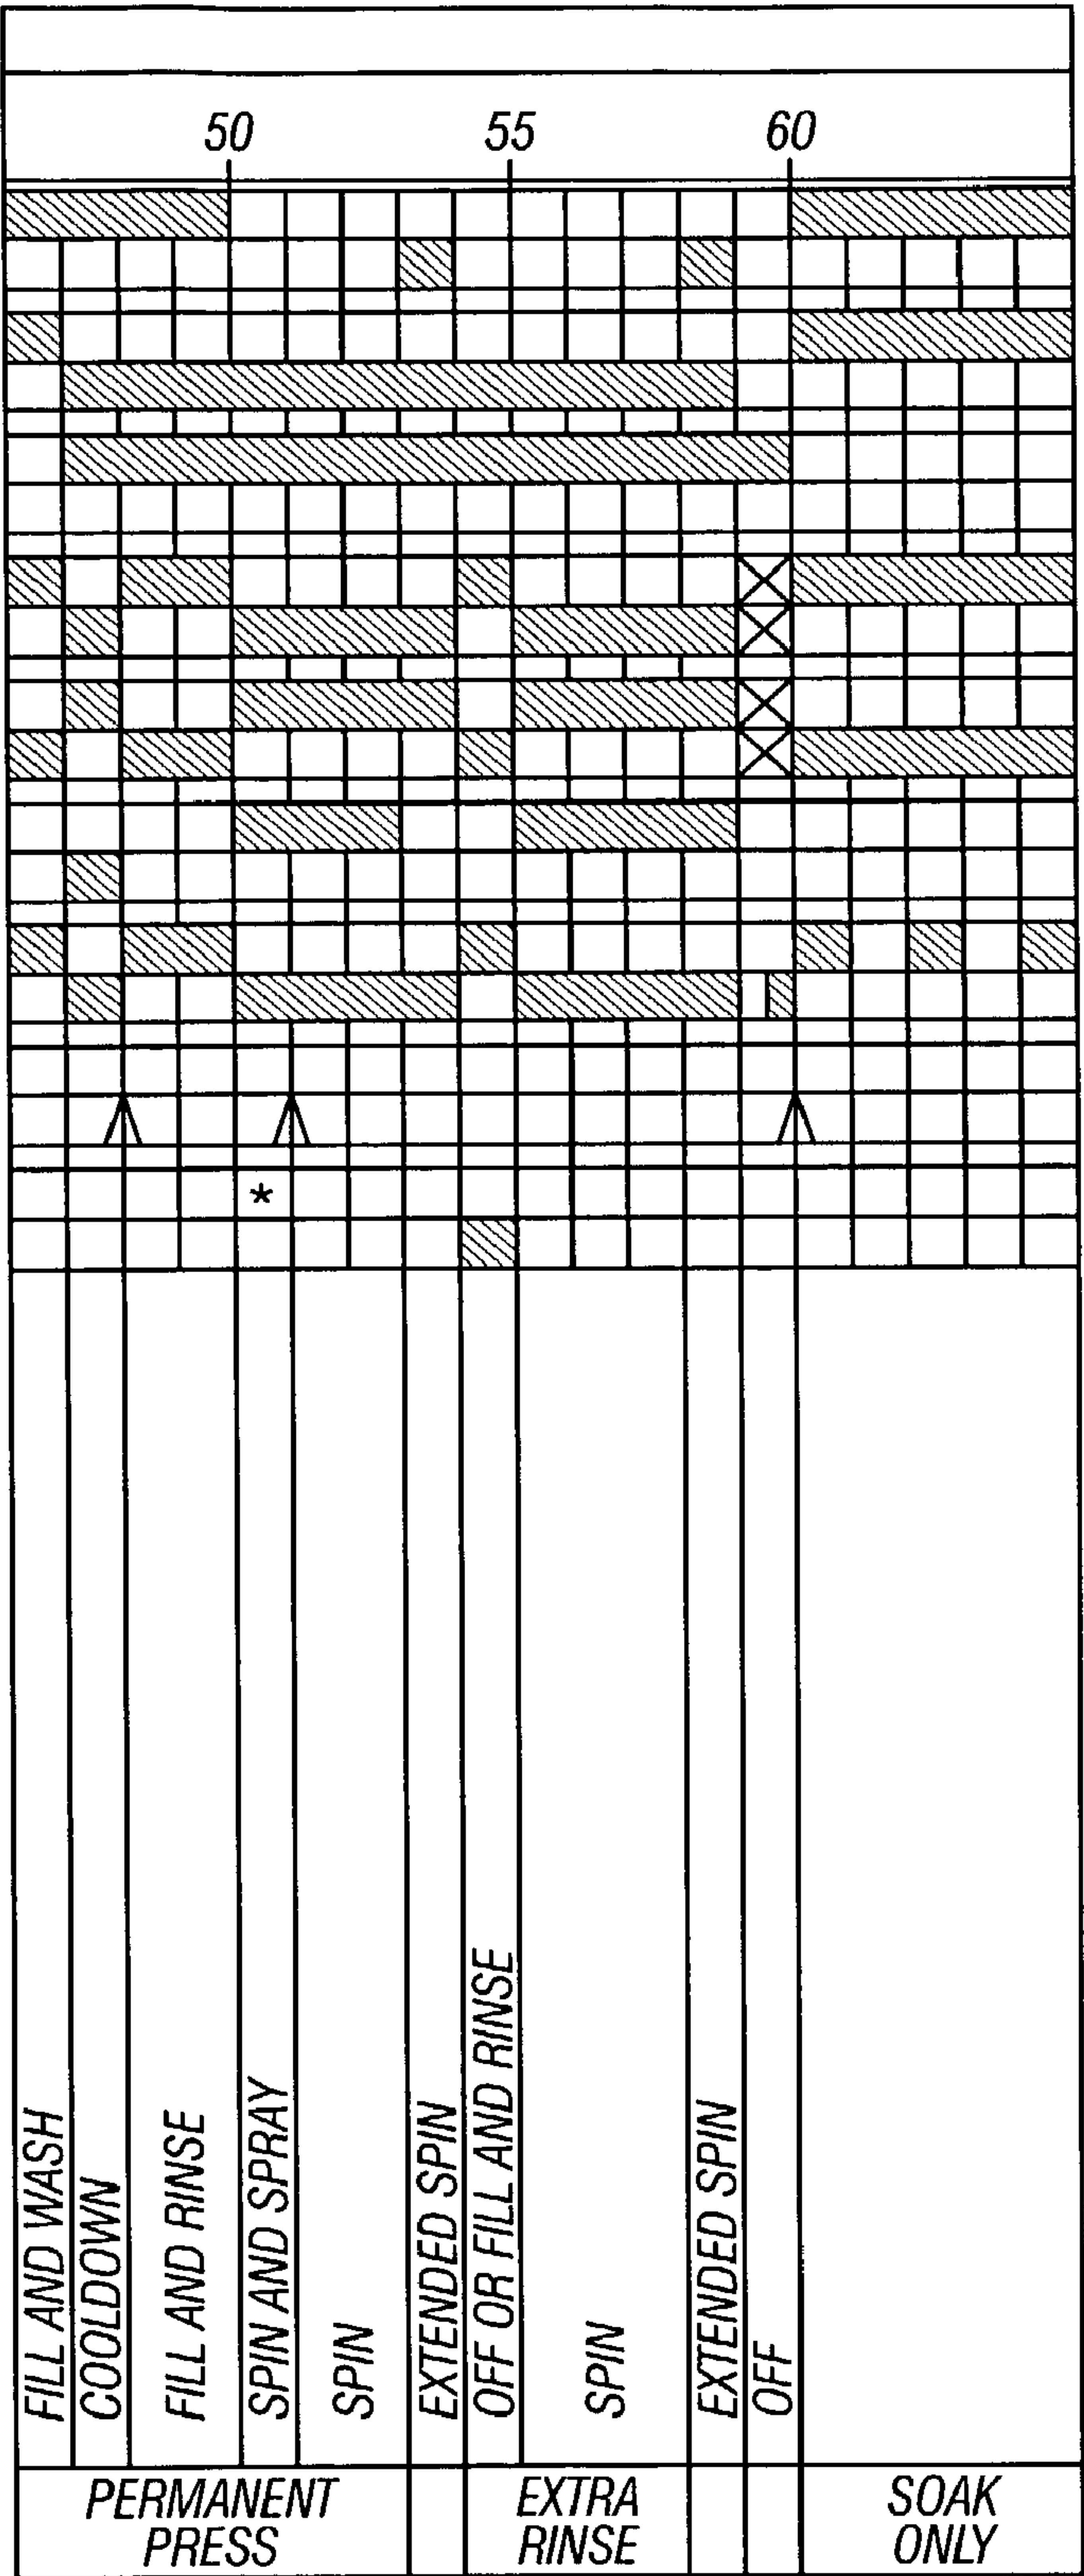 50 55 60
*
FILL AND WASH
COOLDOWN
FILL AND RINSE
SPIN AND SPRAY
SPIN
EXTENDED SPIN
OFF OR FILL AND RINSE
SPIN
EXTENDED SPIN
OFF
PERMANENT
PRESS
EXTRA
RINSE
SOAK
ONLY